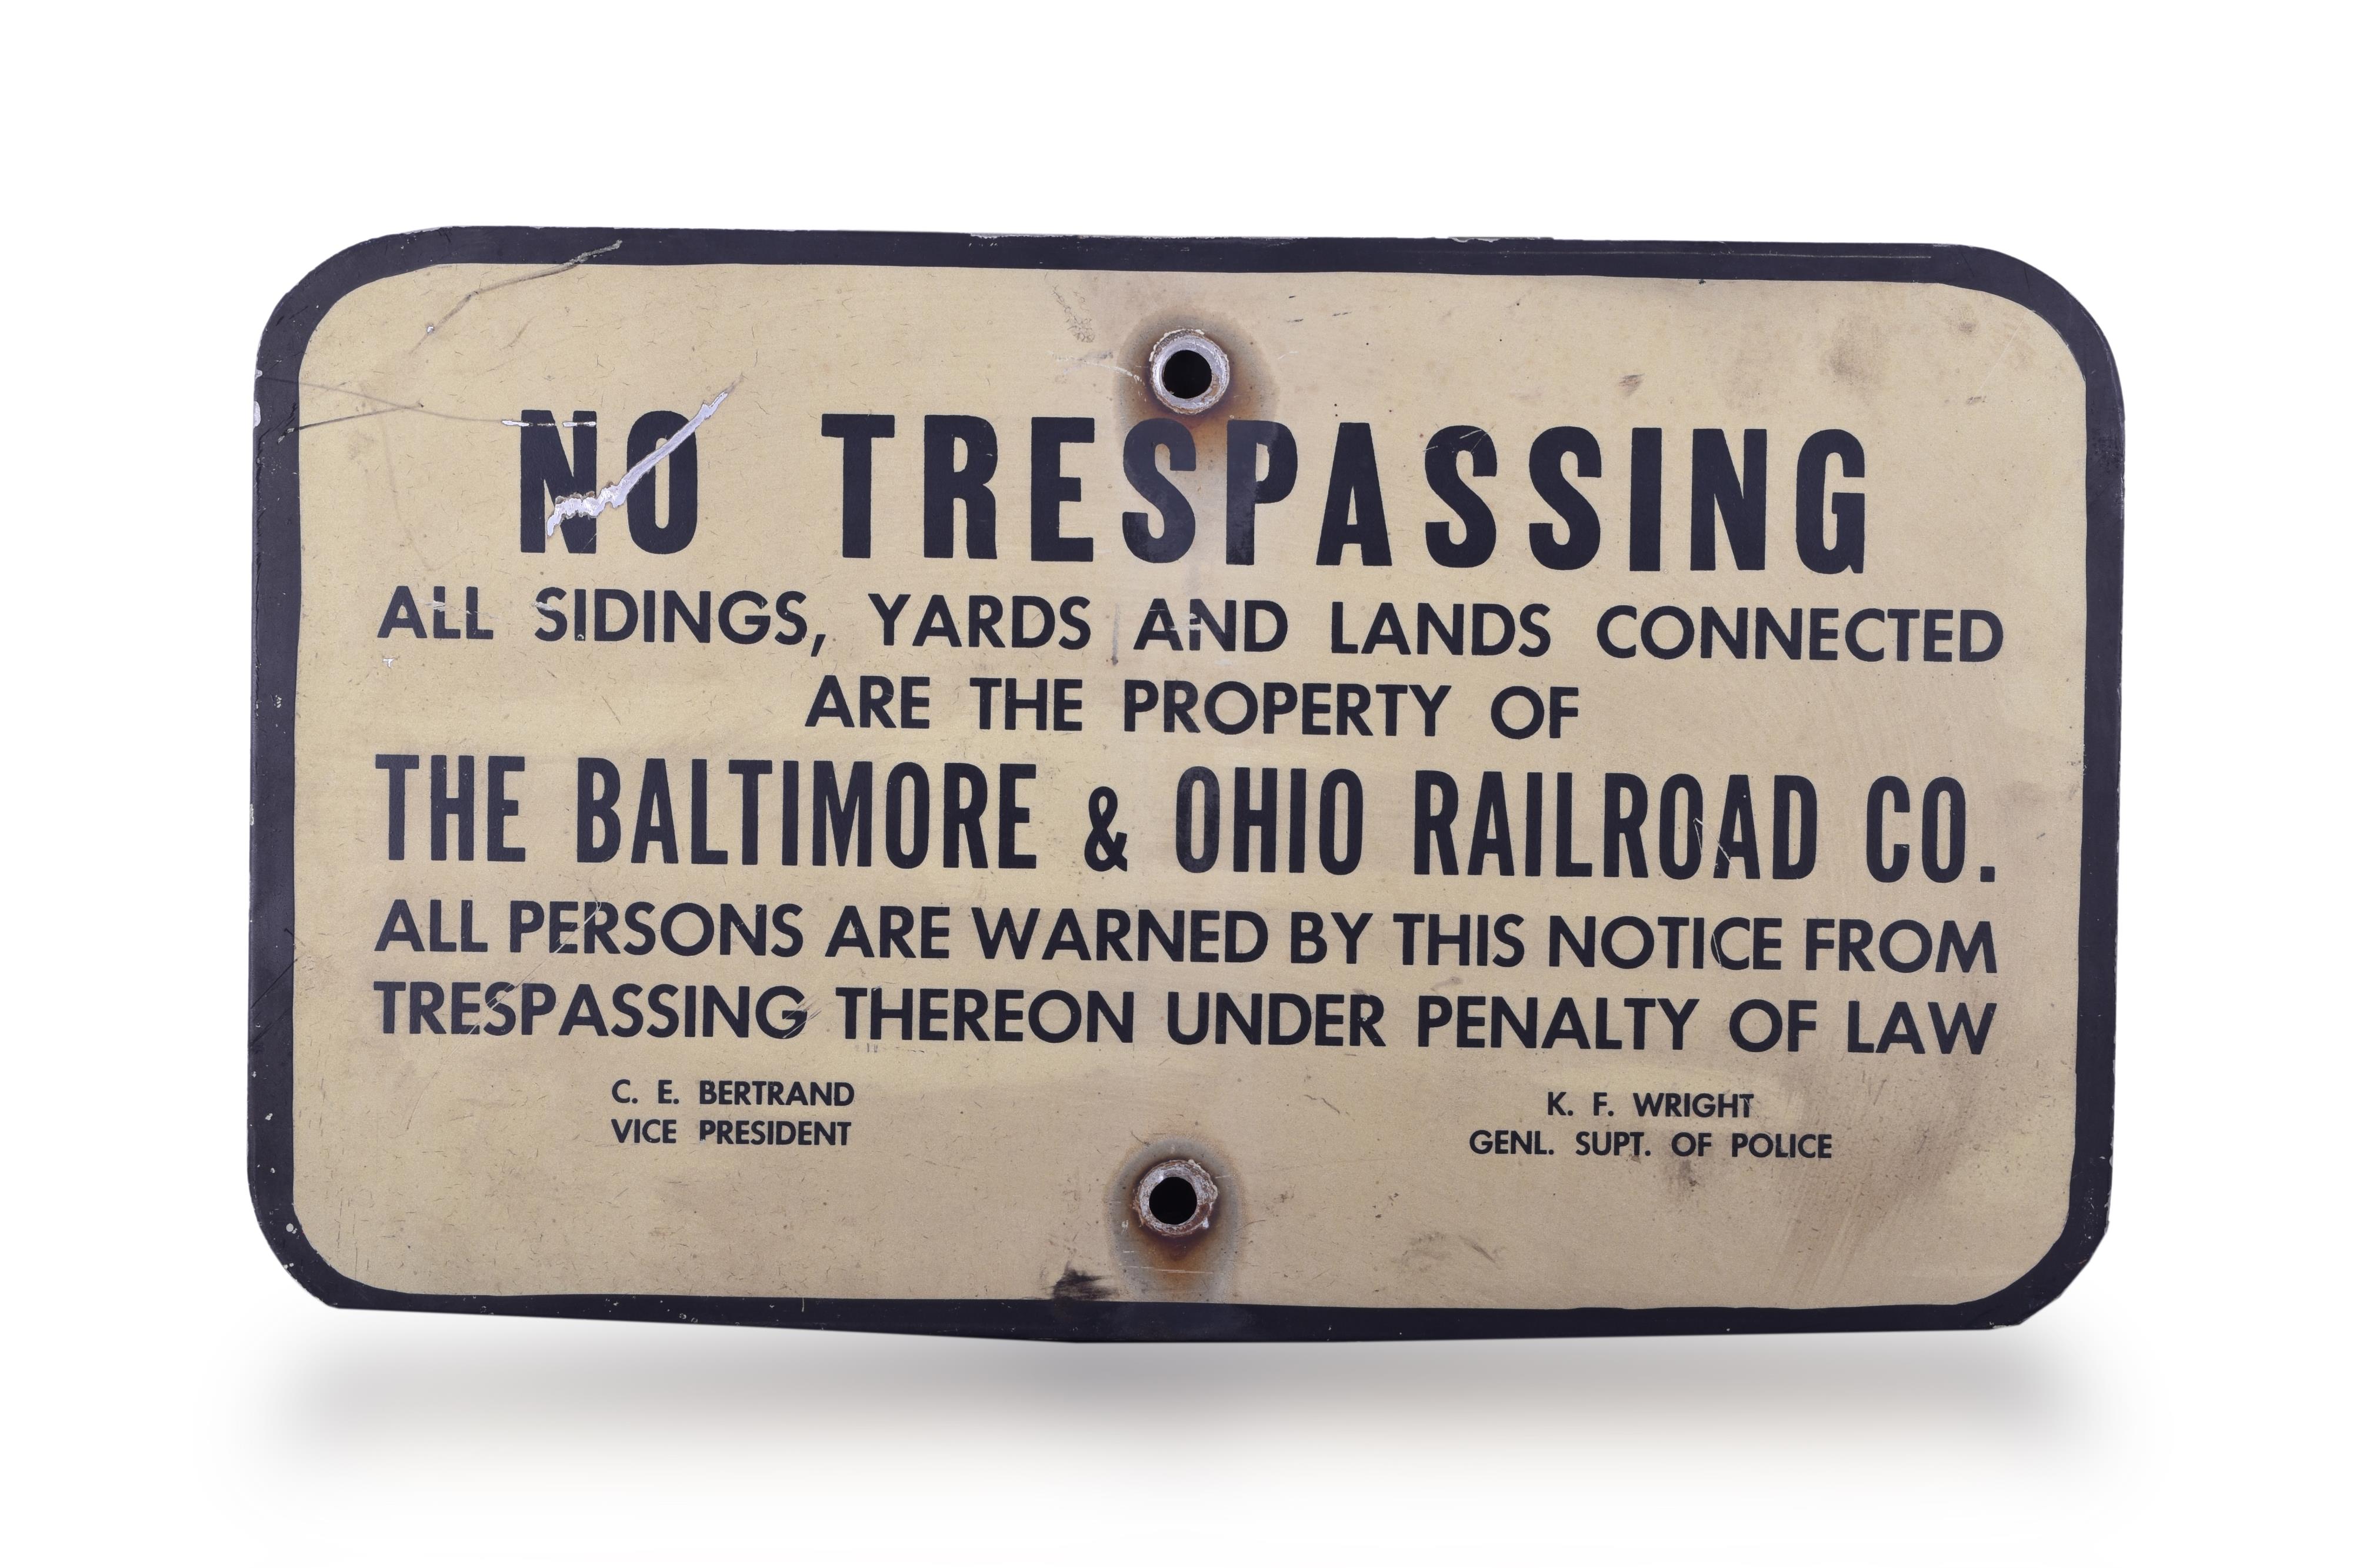 NO TRESPASSING
ALL SIDINGS, YARDS AND LANDS CONNECTED
ARE THE PROPERTY OF
THE BALTIMORE & OHIO RAILROAD CO.
ALL PERSONS ARE WARNED BY THIS NOTICE FROM
TRESPASSING THEREON UNDER PENALTY OF LAW
C. E. BERTRAND
VICE PRESIDENT
K. F. WRIGHT
GENL. SUPT. OF POLICE